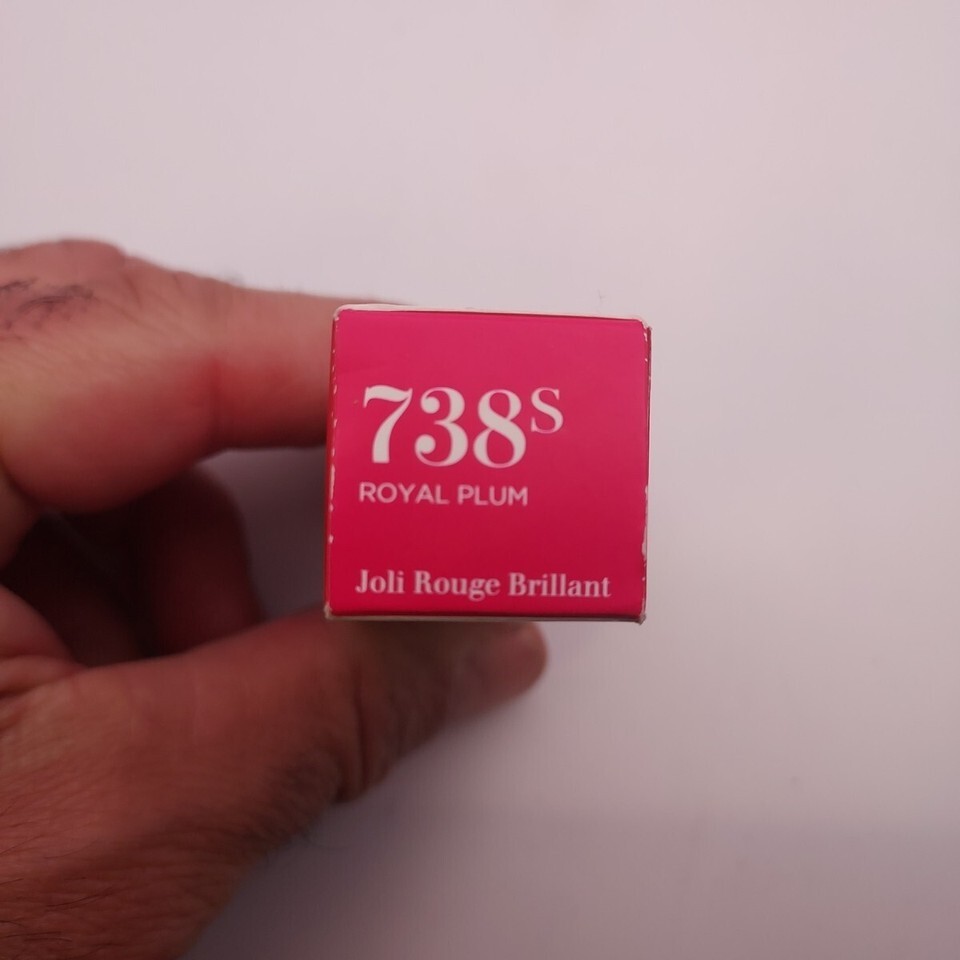 738S
ROYAL PLUM
Joli Rouge Brillant